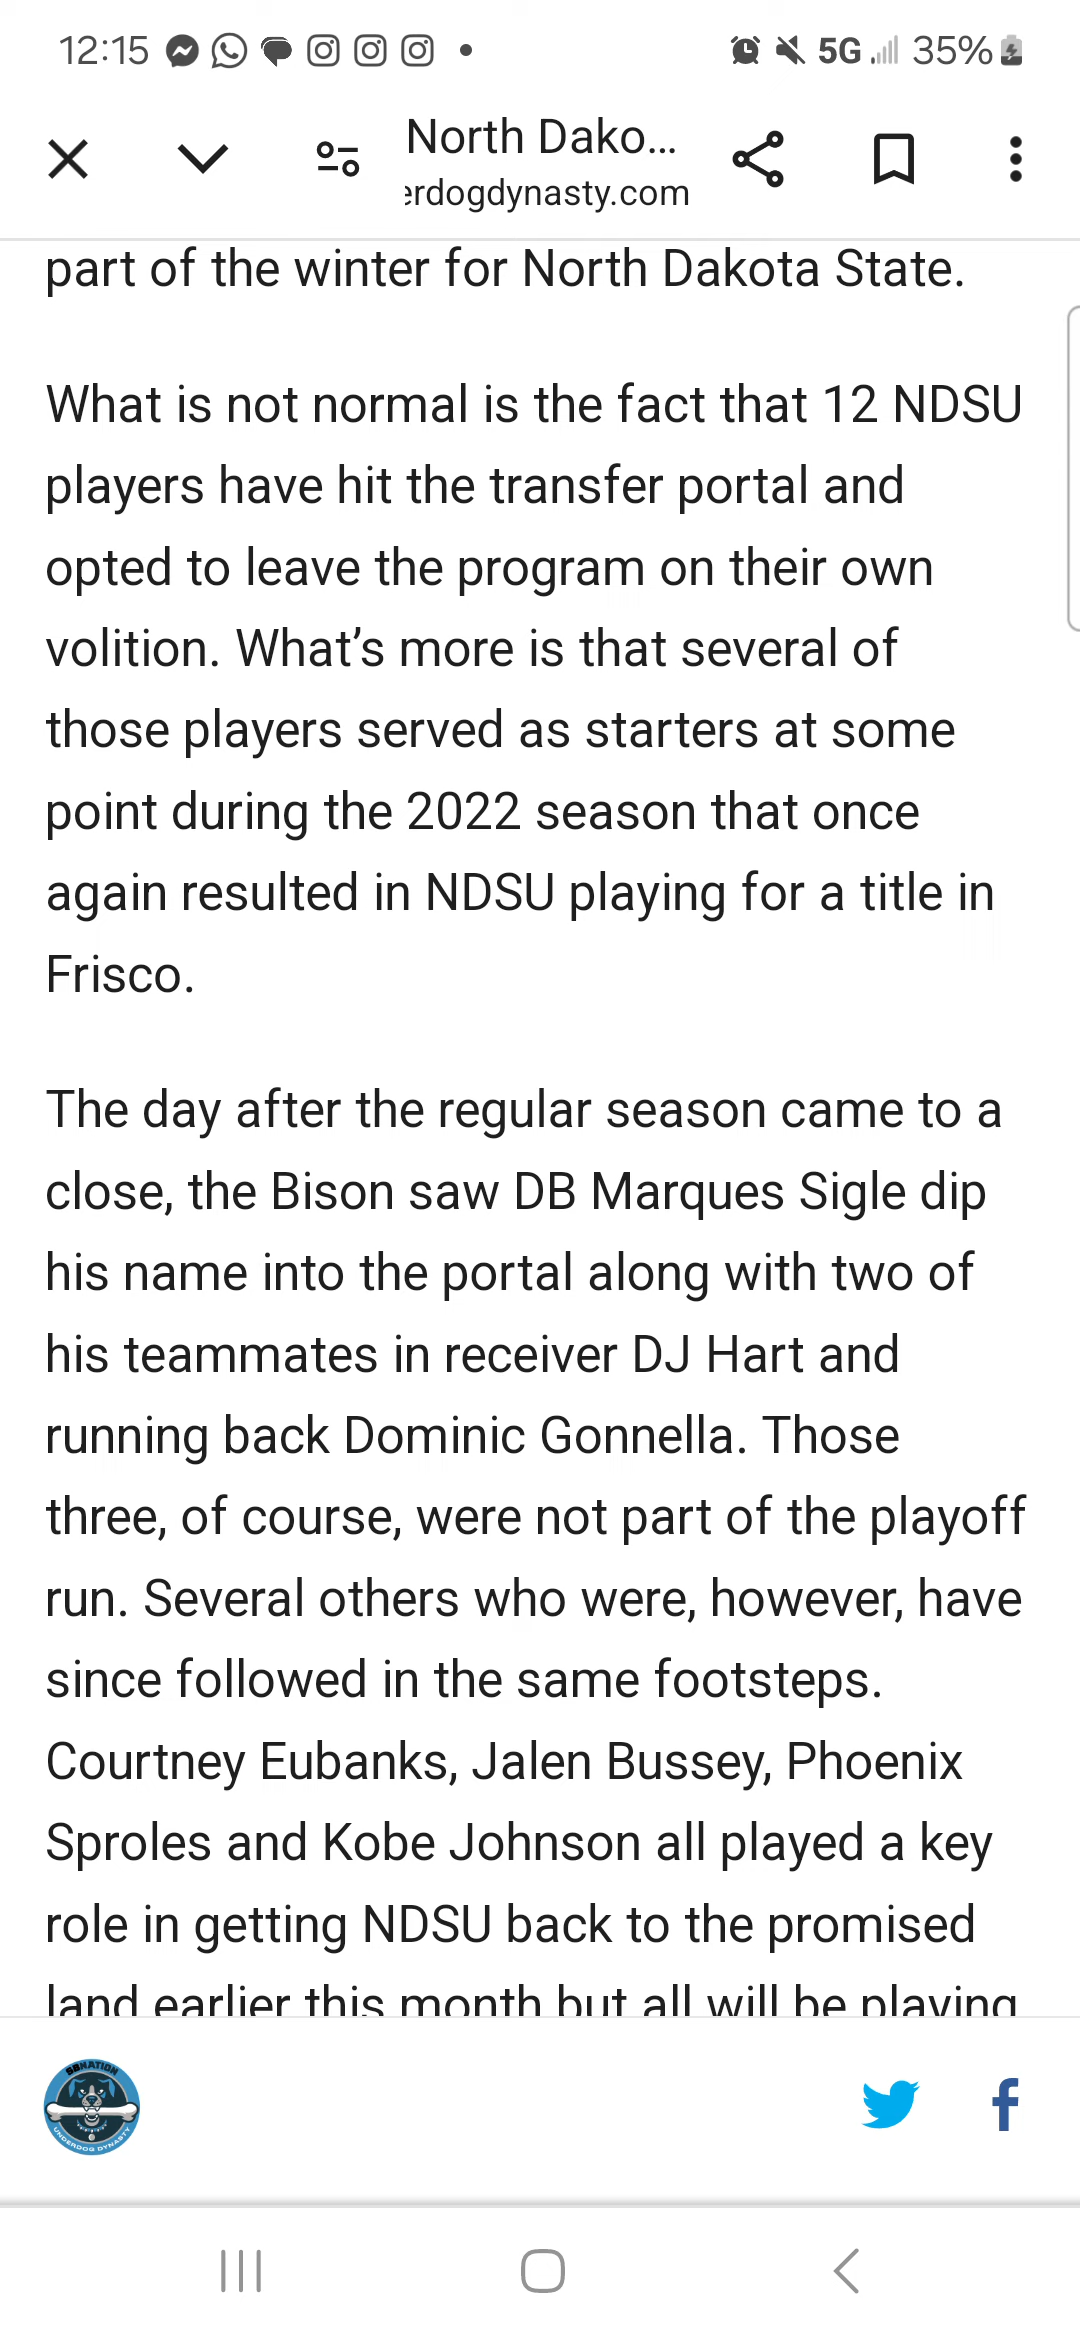 12:15
5G 35%
North Dako...
erdogdynasty.com
part of the winter for North Dakota State.
What is not normal is the fact that 12 NDSU
players have hit the transfer portal and
opted to leave the program on their own
volition. What’s more is that several of
those players served as starters at some
point during the 2022 season that once
again resulted in NDSU playing for a title in
Frisco.
The day after the regular season came to a
close, the Bison saw DB Marques Sigle dip
his name into the portal along with two of
his teammates in receiver DJ Hart and
running back Dominic Gonnella. Those
three, of course, were not part of the playoff
run. Several others who were, however, have
since followed in the same footsteps.
Courtney Eubanks, Jalen Bussey, Phoenix
Sproles and Kobe Johnson all played a key
role in getting NDSU back to the promised
land earlier this month but all will be playing
SBNATION
UNDERDOG DYNASTY